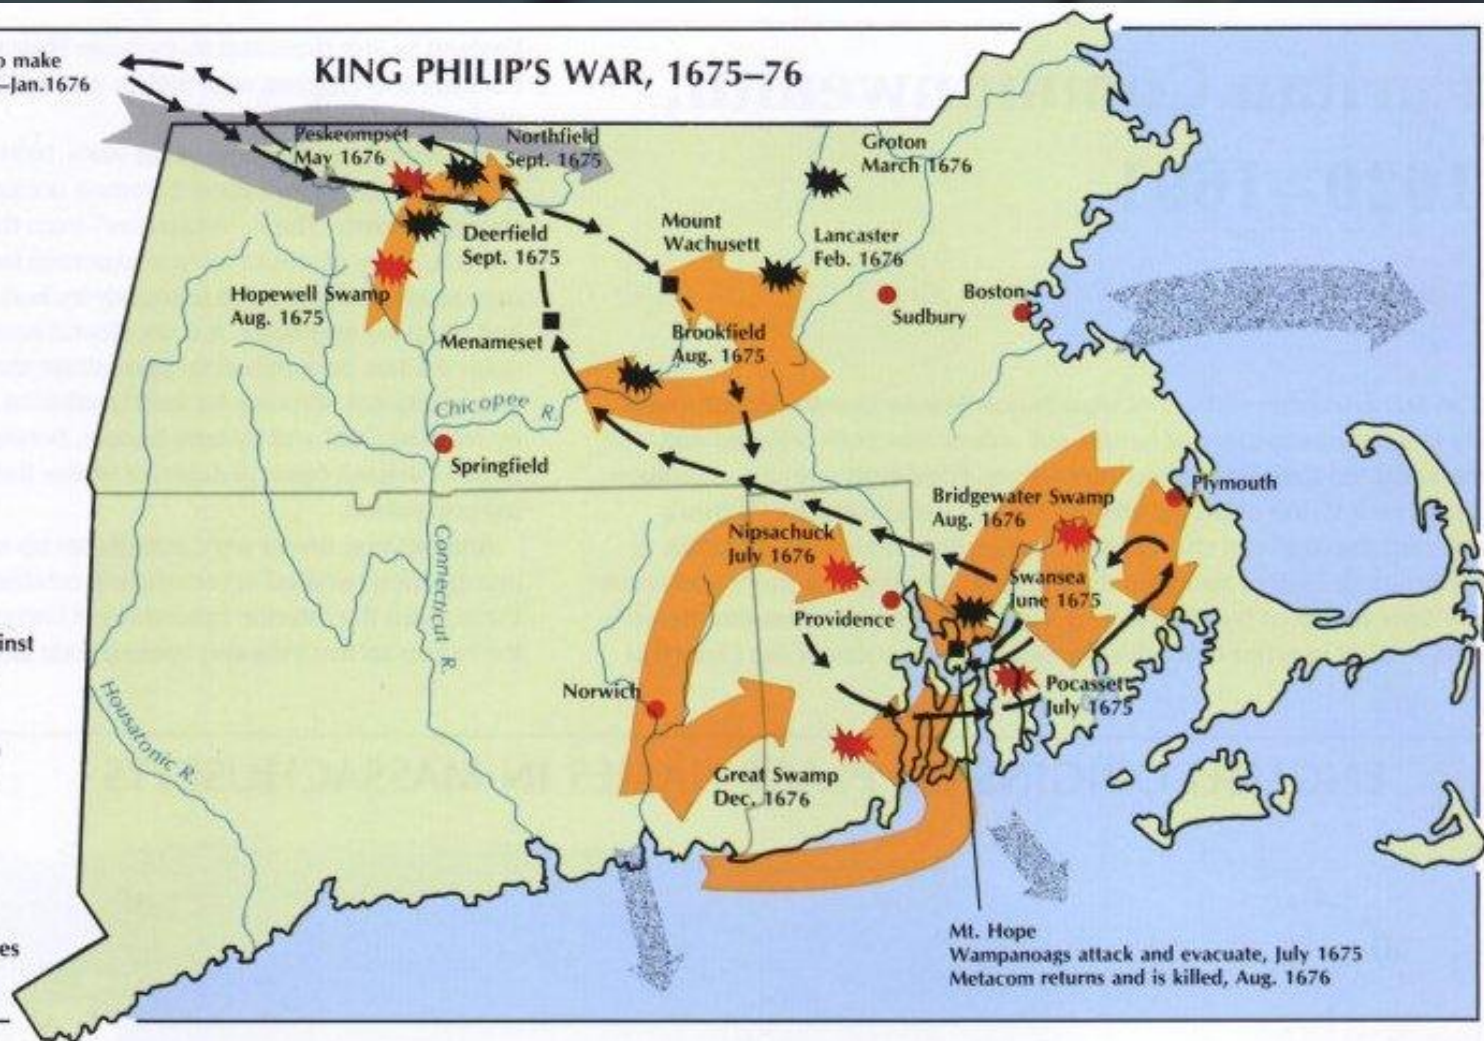 o make
–Jan.1676
KING PHILIP'S WAR, 1675–76
Peskeompset
May 1676
Northfield
Sept. 1675
Groton
March 1676
Deerfield
Sept. 1675
Mount
Wachusett
Lancaster
Feb. 1676
Hopewell Swamp
Aug. 1675
Menameset
Brookfield
Aug. 1675
Sudbury
Boston
Chicopee R.
Springfield
Connecticut R.
Bridgewater Swamp
Aug. 1676
Plymouth
Nipsachuck
July 1676
Swansea
June 1675
Providence
inst
Housatonic R.
Norwich
Pocasset
July 1675
Great Swamp
Dec. 1676
es
Mt. Hope
Wampanoags attack and evacuate, July 1675
Metacom returns and is killed, Aug. 1676